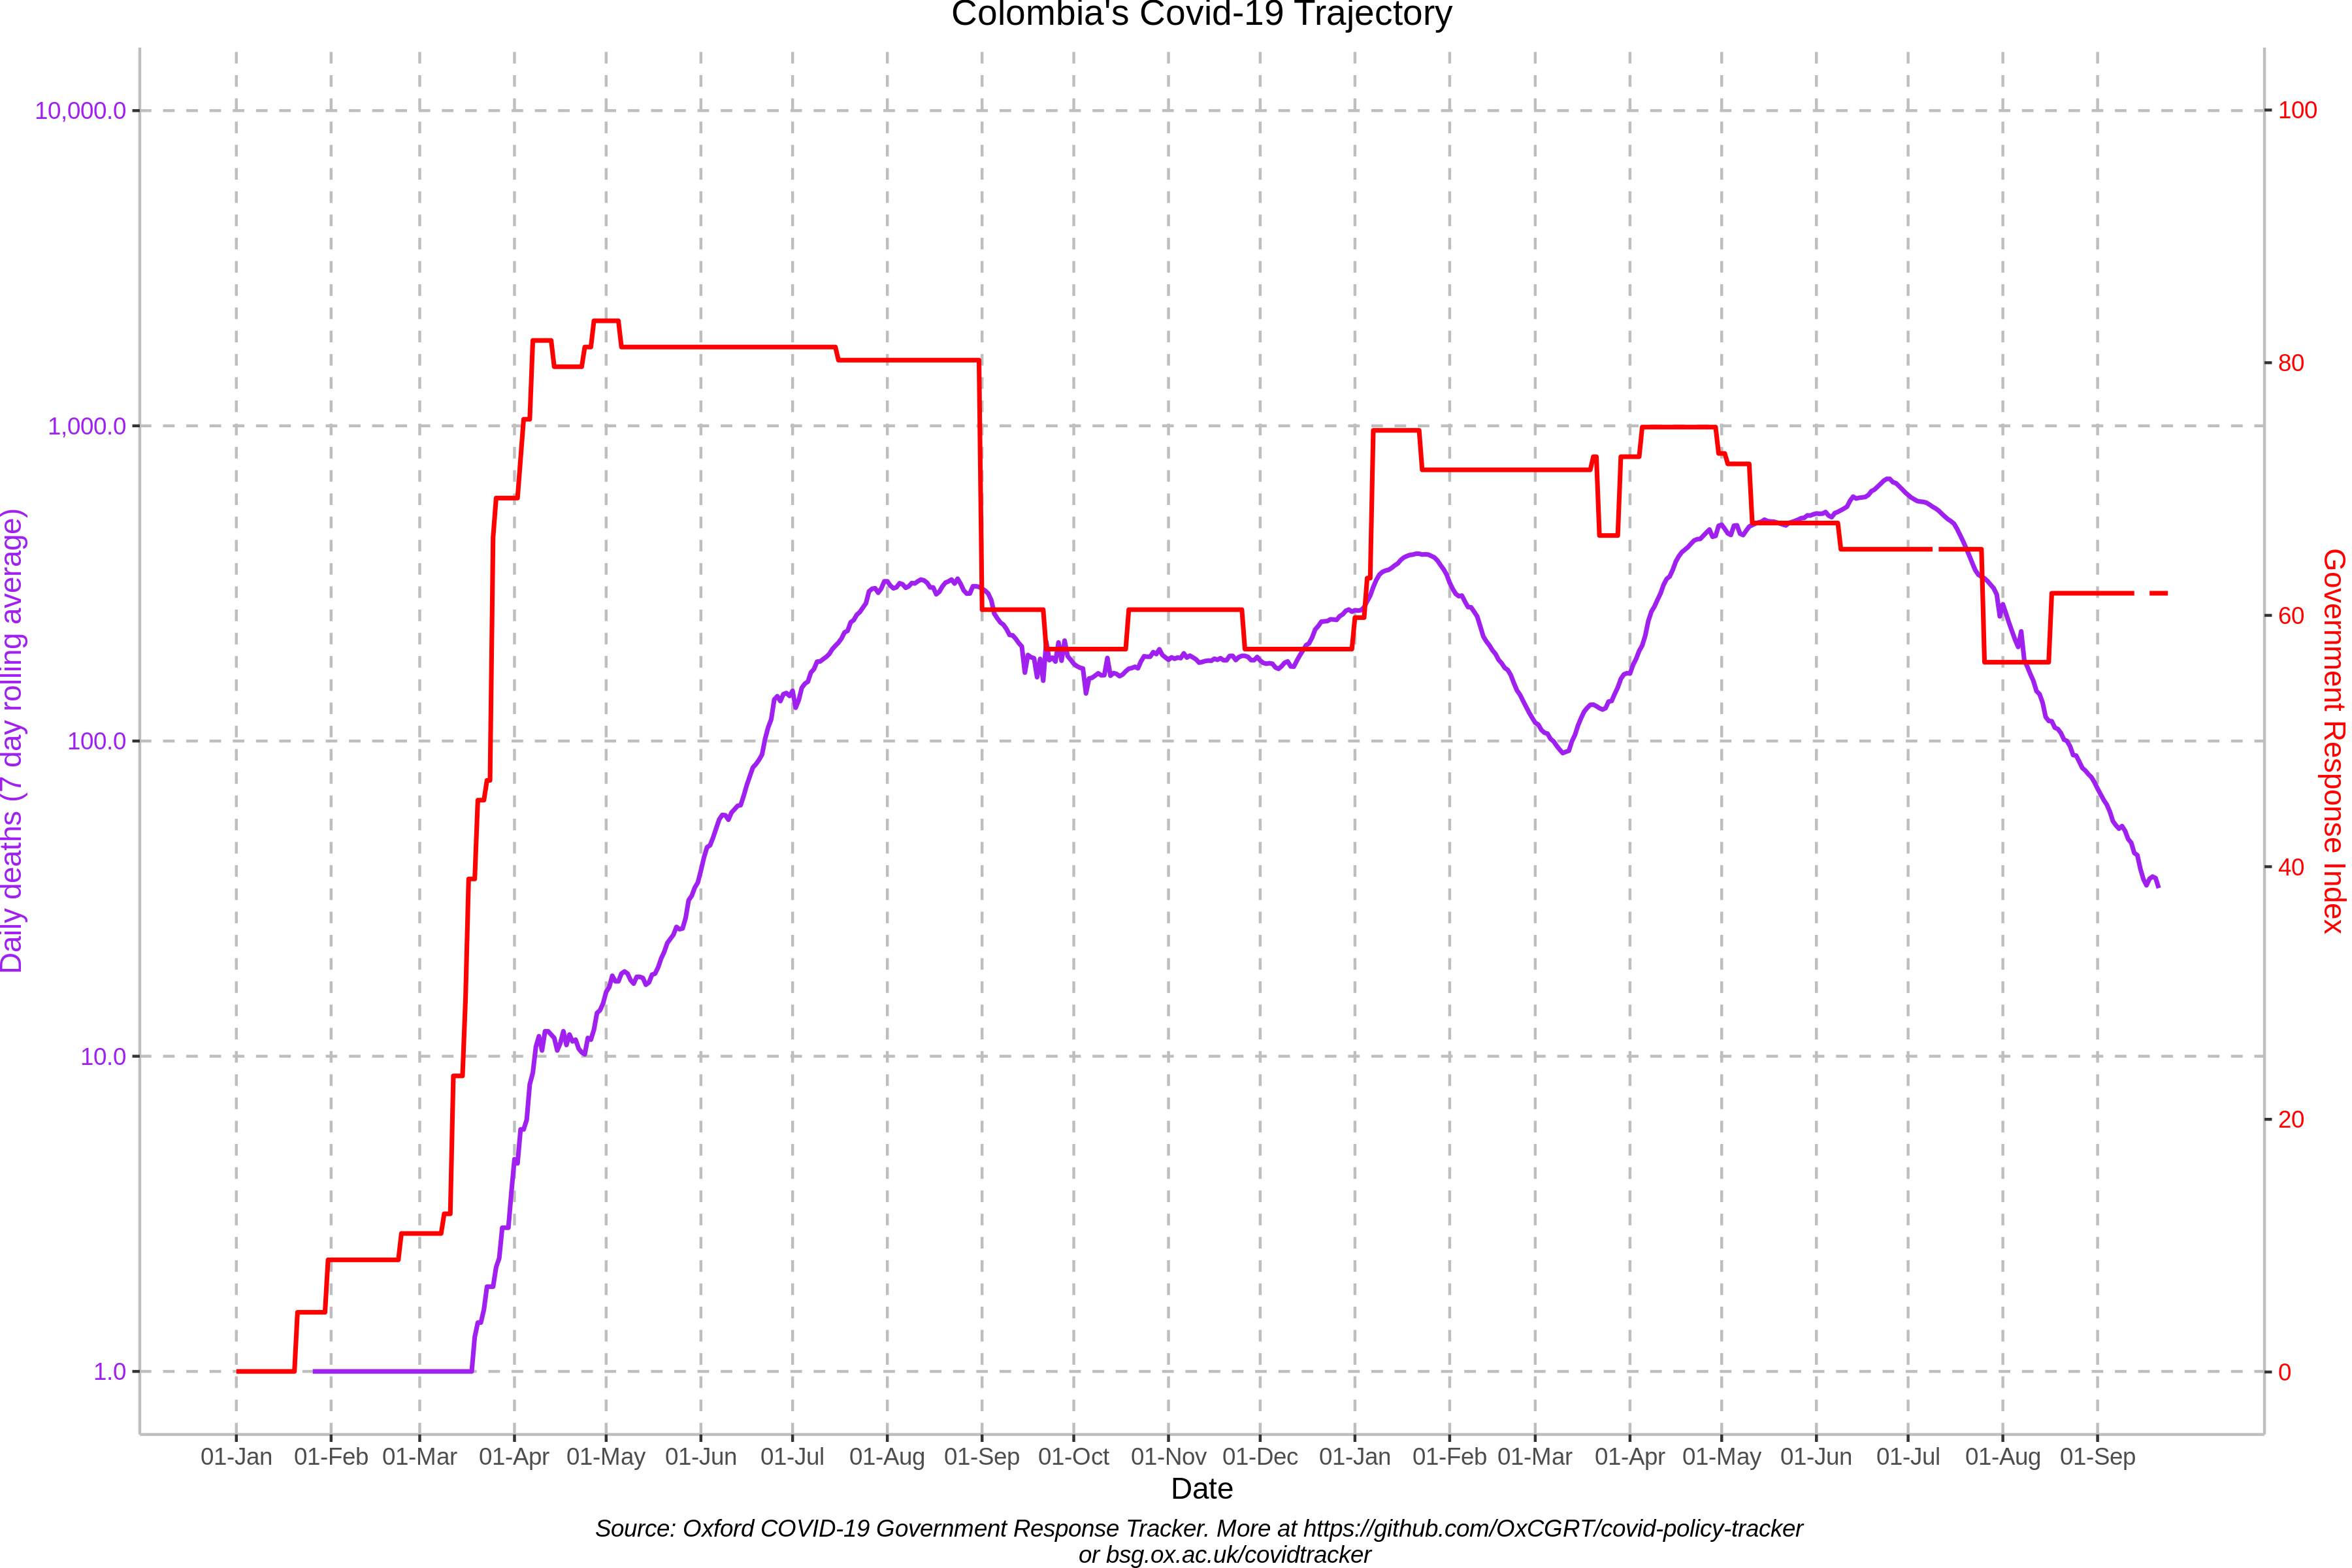 Colombia's Covid-19 Trajectory
10,000.0
1,000.0
100.0
10.0
1.0
Daily deaths (7 day rolling average)
100
80
60
40
20
0
Government Response Index
01-Jan 01-Feb 01-Mar 01-Apr 01-May 01-Jun 01-Jul 01-Aug 01-Sep 01-Oct 01-Nov 01-Dec 01-Jan 01-Feb 01-Mar 01-Apr 01-May 01-Jun 01-Jul 01-Aug 01-Sep
Date
Source: Oxford COVID-19 Government Response Tracker. More at https://github.com/OxCGRT/covid-policy-tracker
or bsg.ox.ac.uk/covidtracker